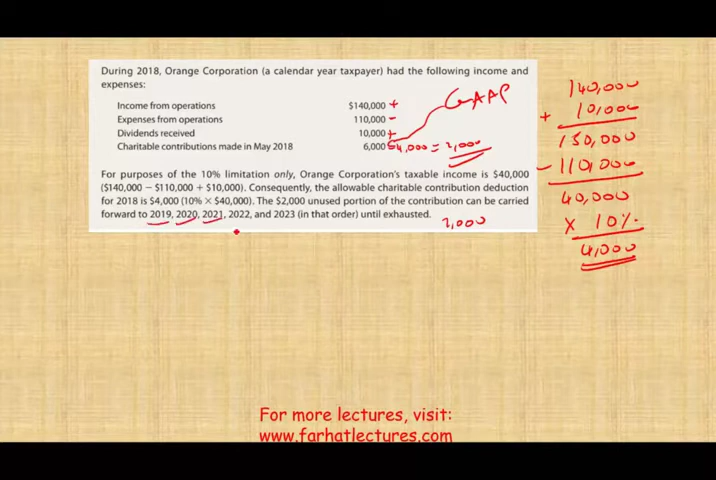 During 2018, Orange Corporation (a calendar year taxpayer) had the following income and
expenses:
Income from operations $140,000 +
Expenses from operations 110,000 -
Dividends received 10,000 +
Charitable contributions made in May 2018 6,000 - 4,000 = 2,000
GAAP
For purposes of the 10% limitation only, Orange Corporation's taxable income is $40,000
($140,000 − $110,000 + $10,000). Consequently, the allowable charitable contribution deduction
for 2018 is $4,000 (10% × $40,000). The $2,000 unused portion of the contribution can be carried
forward to 2019, 2020, 2021, 2022, and 2023 (in that order) until exhausted.
2,000
140,000
+ 10,000
150,000
- 110,000
40,000
x 10%
4,000
For more lectures, visit:
www.farhatlectures.com